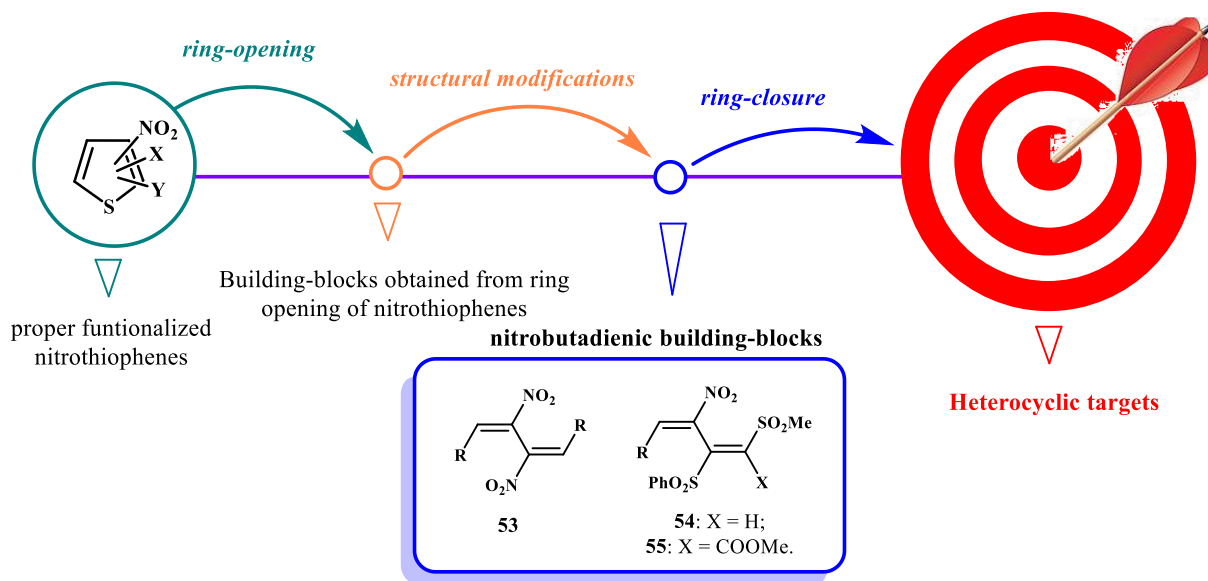 ring-opening
structural modifications
ring-closure
NO2
X
Y
S
Building-blocks obtained from ring
opening of nitrothiophenes
proper funtionalized
nitrothiophenes
nitrobutadienic building-blocks
Heterocyclic targets
NO2
R
R
O2N
53
NO2
SO2Me
R
PhO2S
X
54: X = H;
55: X = COOMe.